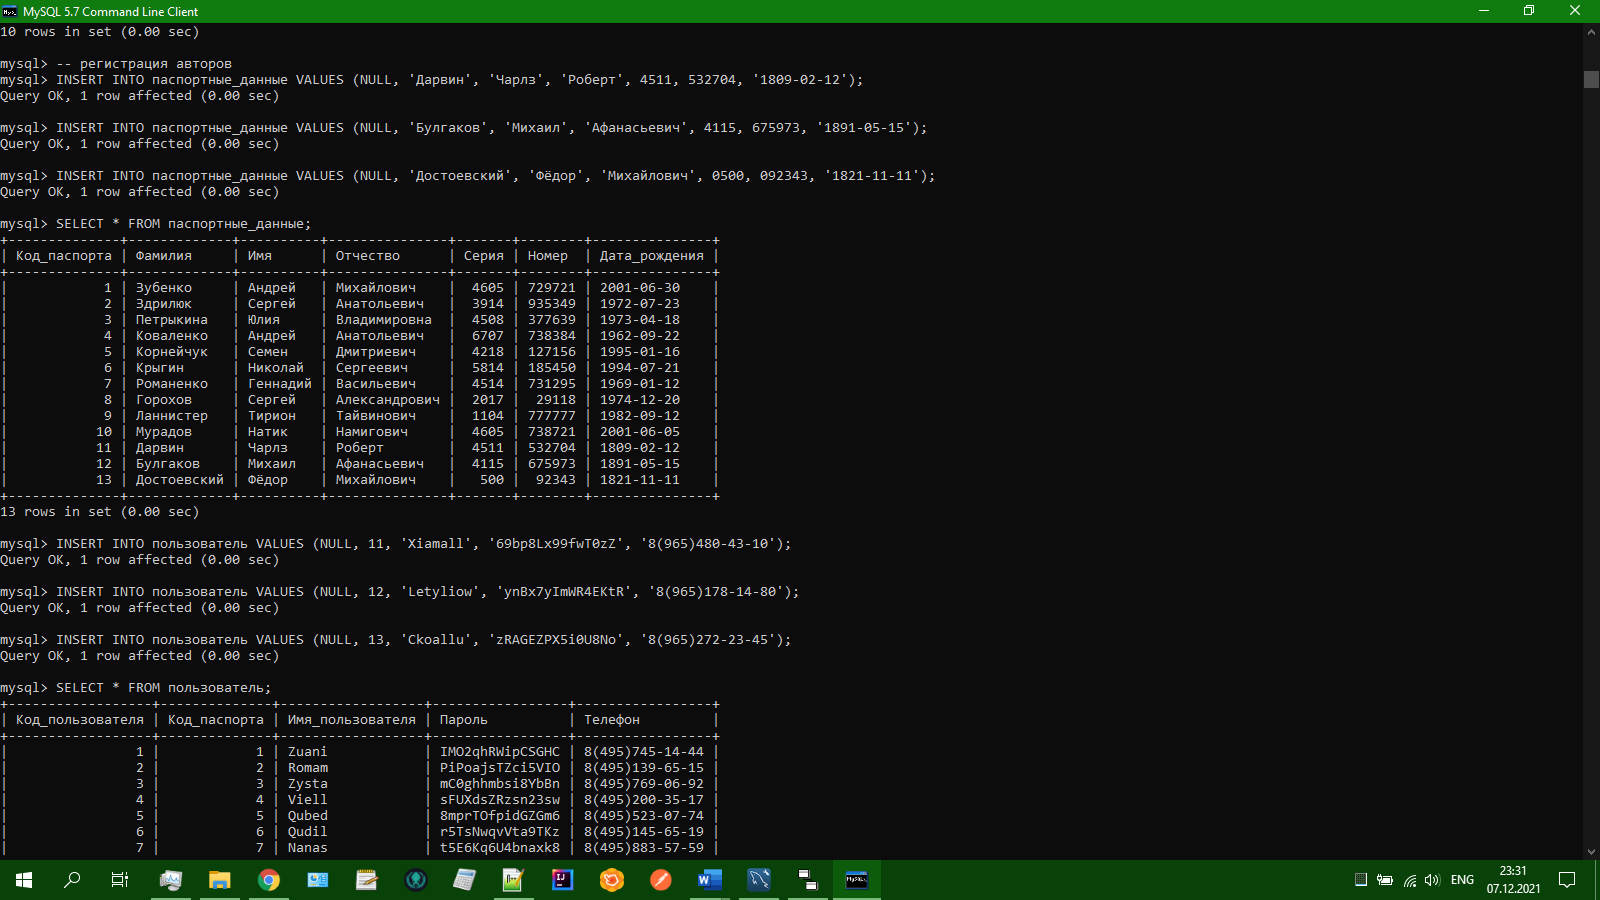 MySQL 5.7 Command Line Client
10 rows in set (0.00 sec)
mysql> -- регистрация авторов
mysql> INSERT INTO паспортные_данные VALUES (NULL, 'Дарвин', 'Чарлз', 'Роберт', 4511, 532704, '1809-02-12');
Query OK, 1 row affected (0.00 sec)
mysql> INSERT INTO паспортные_данные VALUES (NULL, 'Булгаков', 'Михаил', 'Афанасьевич', 4115, 675973, '1891-05-15');
Query OK, 1 row affected (0.00 sec)
mysql> INSERT INTO паспортные_данные VALUES (NULL, 'Достоевский', 'Фёдор', 'Михайлович', 0500, 092343, '1821-11-11');
Query OK, 1 row affected (0.00 sec)
mysql> SELECT * FROM паспортные_данные;
+--------------+-------------+----------+---------------+-------+--------+---------------+
| Код_паспорта | Фамилия     | Имя      | Отчество      | Серия | Номер  | Дата_рождения |
+--------------+-------------+----------+---------------+-------+--------+---------------+
|            1 | Зубенко     | Андрей   | Михайлович    |  4605 | 729721 | 2001-06-30    |
|            2 | Здрилюк     | Сергей   | Анатольевич   |  3914 | 935349 | 1972-07-23    |
|            3 | Петрыкина   | Юлия     | Владимировна  |  4508 | 377639 | 1973-04-18    |
|            4 | Коваленко   | Андрей   | Анатольевич   |  6707 | 738384 | 1962-09-22    |
|            5 | Корнейчук   | Семен    | Дмитриевич    |  4218 | 127156 | 1995-01-16    |
|            6 | Крыгин      | Николай  | Сергеевич     |  5814 | 185450 | 1994-07-21    |
|            7 | Романенко   | Геннадий | Васильевич    |  4514 | 731295 | 1969-01-12    |
|            8 | Горохов     | Сергей   | Александрович |  2017 |  29118 | 1974-12-20    |
|            9 | Ланнистер   | Тирион   | Тайвинович    |  1104 | 777777 | 1982-09-12    |
|           10 | Мурадов     | Натик    | Намигович     |  4605 | 738721 | 2001-06-05    |
|           11 | Дарвин      | Чарлз    | Роберт        |  4511 | 532704 | 1809-02-12    |
|           12 | Булгаков    | Михаил   | Афанасьевич   |  4115 | 675973 | 1891-05-15    |
|           13 | Достоевский | Фёдор    | Михайлович    |   500 |  92343 | 1821-11-11    |
+--------------+-------------+----------+---------------+-------+--------+---------------+
13 rows in set (0.00 sec)
mysql> INSERT INTO пользователь VALUES (NULL, 11, 'Xiamall', '69bp8Lx99fwT0zZ', '8(965)480-43-10');
Query OK, 1 row affected (0.00 sec)
mysql> INSERT INTO пользователь VALUES (NULL, 12, 'Letyliow', 'ynBx7yImWR4EKtR', '8(965)178-14-80');
Query OK, 1 row affected (0.00 sec)
mysql> INSERT INTO пользователь VALUES (NULL, 13, 'Ckoallu', 'zRAGEZPX5i0U8No', '8(965)272-23-45');
Query OK, 1 row affected (0.00 sec)
mysql> SELECT * FROM пользователь;
+------------------+--------------+------------------+-----------------+-----------------+
| Код_пользователя | Код_паспорта | Имя_пользователя | Пароль          | Телефон         |
+------------------+--------------+------------------+-----------------+-----------------+
|                1 |            1 | Zuani            | IMO2qhRWipCSGHC | 8(495)745-14-44 |
|                2 |            2 | Romam            | PiPoajsTZci5VIO | 8(495)139-65-15 |
|                3 |            3 | Zysta            | mC0ghhmbsi8YbBn | 8(495)769-06-92 |
|                4 |            4 | Viell            | sFUXdsZRzsn23sw | 8(495)200-35-17 |
|                5 |            5 | Qubed            | 8mprTOfpidGZGm6 | 8(495)523-07-74 |
|                6 |            6 | Qudil            | r5TsNwqvVta9TKz | 8(495)145-65-19 |
|                7 |            7 | Nanas            | t5E6Kq6U4bnaxk8 | 8(495)883-57-59 |
ENG
23:31
07.12.2021